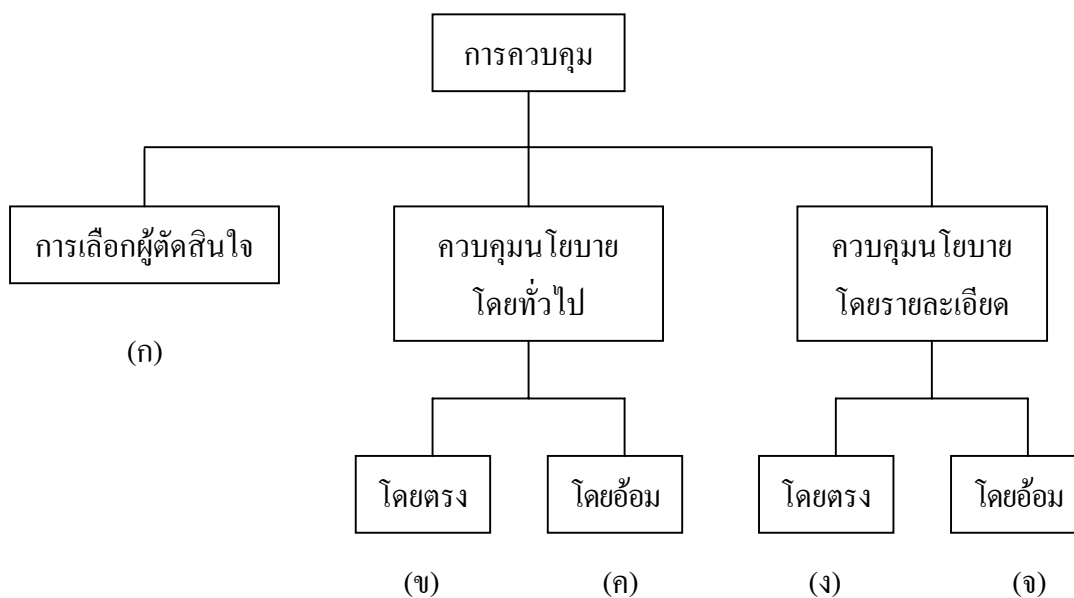 การควบคุม
การเลือกผู้ตัดสินใจ
(ก)
ควบคุมนโยบาย
โดยทั่วไป
ควบคุมนโยบาย
โดยรายละเอียด
โดยตรง
(ข)
โดยอ้อม
(ค)
โดยตรง
(ง)
โดยอ้อม
(จ)